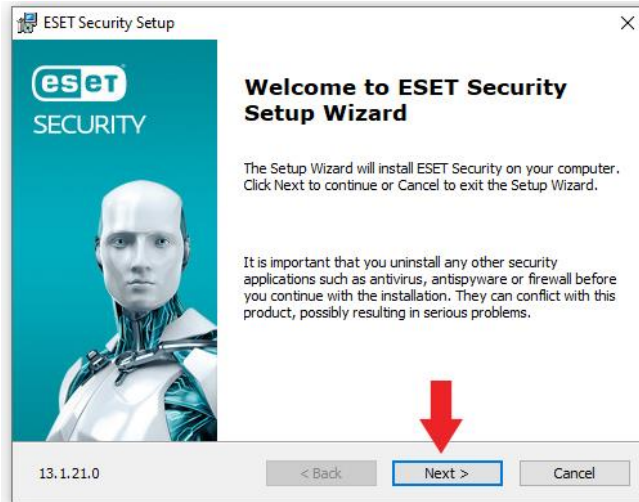 ESET Security Setup
eseт
SECURITY
Welcome to ESET Security
Setup Wizard
The Setup Wizard will install ESET Security on your computer.
Click Next to continue or Cancel to exit the Setup Wizard.
It is important that you uninstall any other security
applications such as antivirus, antispyware or firewall before
you continue with the installation. They can conflict with this
product, possibly resulting in serious problems.
13.1.21.0
< Back
Next >
Cancel